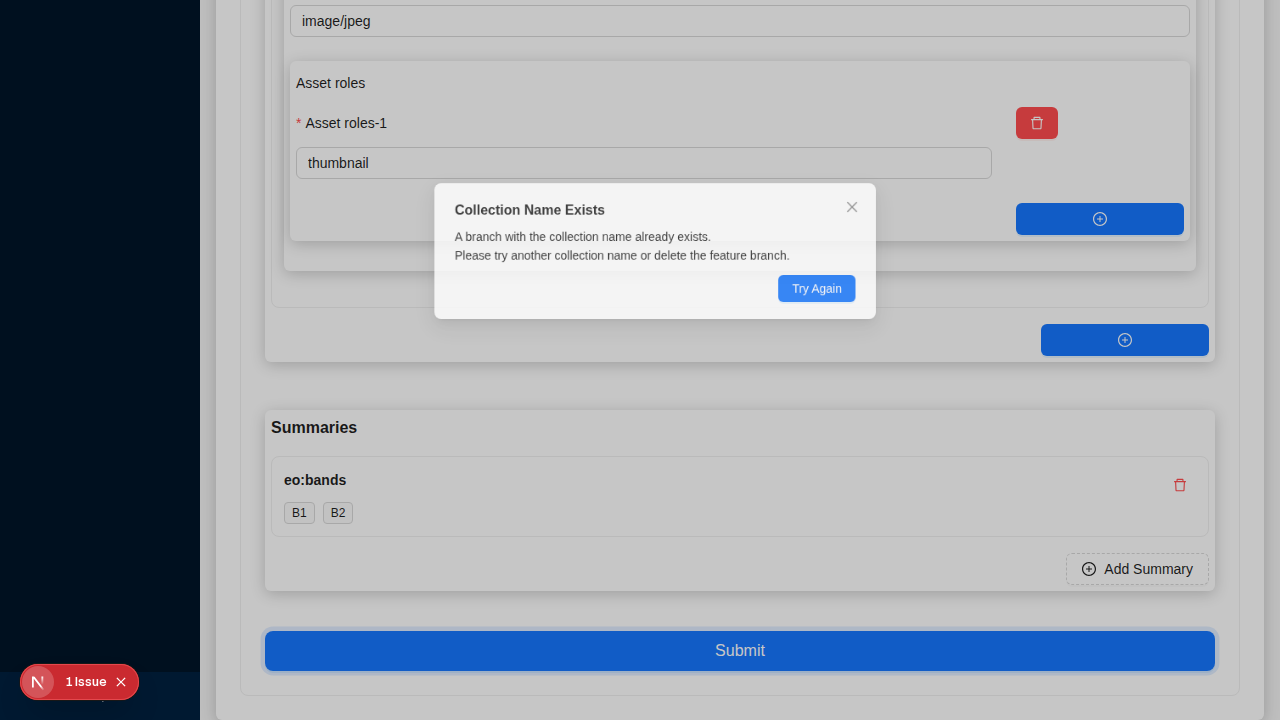 image/jpeg
Asset roles
* Asset roles-1
thumbnail
Collection Name Exists
A branch with the collection name already exists.
Please try another collection name or delete the feature branch.
Try Again
Summaries
eo:bands
B1 B2
Add Summary
Submit
N 1 Issue